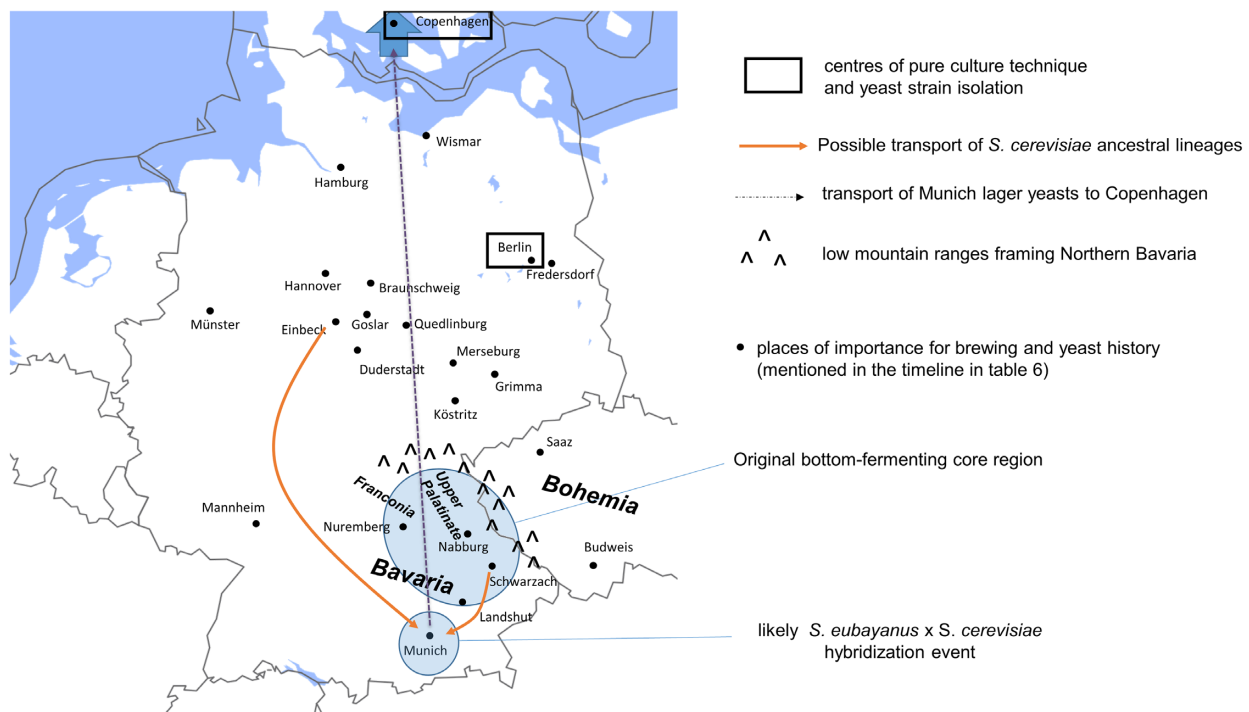 Copenhagen
Wismar
Hamburg
Berlin
Fredersdorf
Hannover
Braunschweig
Münster
Einbeck
Goslar
Quedlinburg
Duderstadt
Merseburg
Grimma
Köstritz
Saaz
Bohemia
Franconia
Upper
Palatinate
Mannheim
Nuremberg
Nabburg
Budweis
Schwarzach
Bavaria
Landshut
Munich
centres of pure culture technique
and yeast strain isolation
Possible transport of S. cerevisiae ancestral lineages
transport of Munich lager yeasts to Copenhagen
low mountain ranges framing Northern Bavaria
places of importance for brewing and yeast history
(mentioned in the timeline in table 6)
Original bottom-fermenting core region
likely S. eubayanus x S. cerevisiae
hybridization event